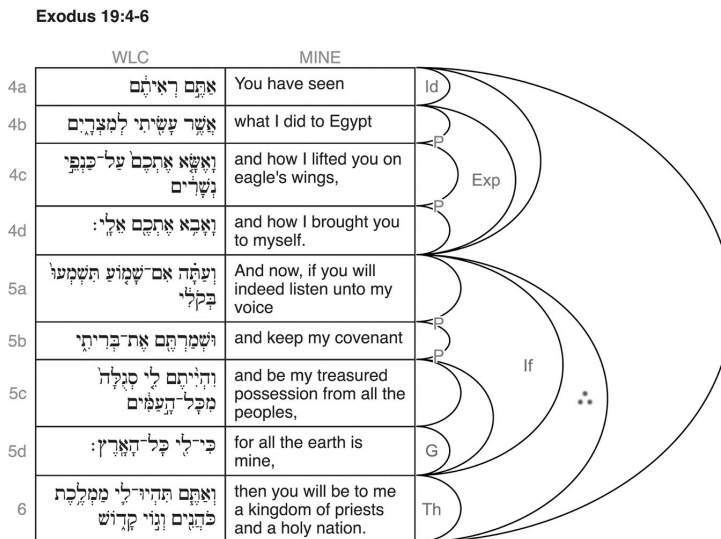 Exodus 19:4-6
WLC MINE
4a אַתֶּ֣ם רְאִיתֶ֔ם You have seen Id
4b אֲשֶׁ֥ר עָשִׂ֖יתִי לְמִצְרָ֑יִם what I did to Egypt
P
4c וָאֶשָּׂ֤א אֶתְכֶם֙ עַל־כַּנְפֵ֣י and how I lifted you on Exp
נְשָׁרִ֔ים eagle's wings,
P
4d וָאָבִ֥א אֶתְכֶ֖ם אֵלָֽי׃ and how I brought you
to myself.
5a וְעַתָּ֗ה אִם־שָׁמ֤וֹעַ תִּשְׁמְעוּ֙ And now, if you will
בְּקֹלִ֔י indeed listen unto my
voice
P
5b וּשְׁמַרְתֶּ֖ם אֶת־בְּרִיתִ֑י and keep my covenant
P
If
5c וִהְיִ֨יתֶם לִ֤י סְגֻלָּה֙ and be my treasured
מִכָּל־הָ֣עַמִּ֔ים possession from all the
peoples, ∴
5d כִּי־לִ֖י כָּל־הָאָֽרֶץ׃ for all the earth is G
mine,
6 וְאַתֶּ֧ם תִּהְיוּ־לִ֛י מַמְלֶ֥כֶת then you will be to me Th
כֹּהֲנִ֖ים וְג֣וֹי קָד֑וֹשׁ a kingdom of priests
and a holy nation.